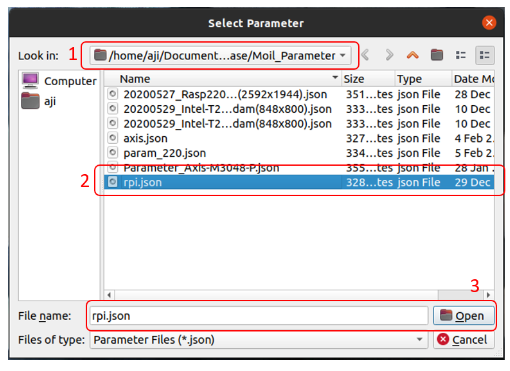 Select Parameter
1
Look in: /home/aji/Document...ase/Moil_Parameter
Computer
aji
Name Size Type Date Mo
20200527_Rasp220...(2592x1944).json 351...tes json File 28 Dec
20200529_Intel-T2...dam(848x800).json 333...tes json File 10 Dec
20200529_Intel-T2...dam(848x800).json 333...tes json File 10 Dec
axis.json 327...tes json File 4 Feb 2
param_220.json 334...tes json File 5 Feb 2
Parameter_Axis-M3048-P.json 355...tes json File 28 Jan
2 rpi.json 328...tes json File 29 Dec
3
File name: rpi.json Open
Files of type: Parameter Files (*.json) Cancel